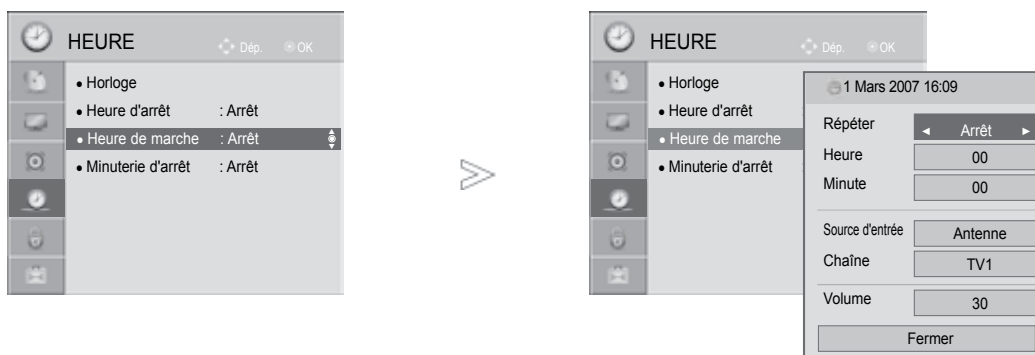 HEURE Dép. OK
• Horloge
• Heure d'arrêt : Arrêt
• Heure de marche : Arrêt
• Minuterie d'arrêt : Arrêt
HEURE Dép. OK
• Horloge
• Heure d'arrêt
• Heure de marche
• Minuterie d'arrêt
1 Mars 2007 16:09
Répéter ◄ Arrêt ►
Heure 00
Minute 00
Source d'entrée Antenne
Chaîne TV1
Volume 30
Fermer